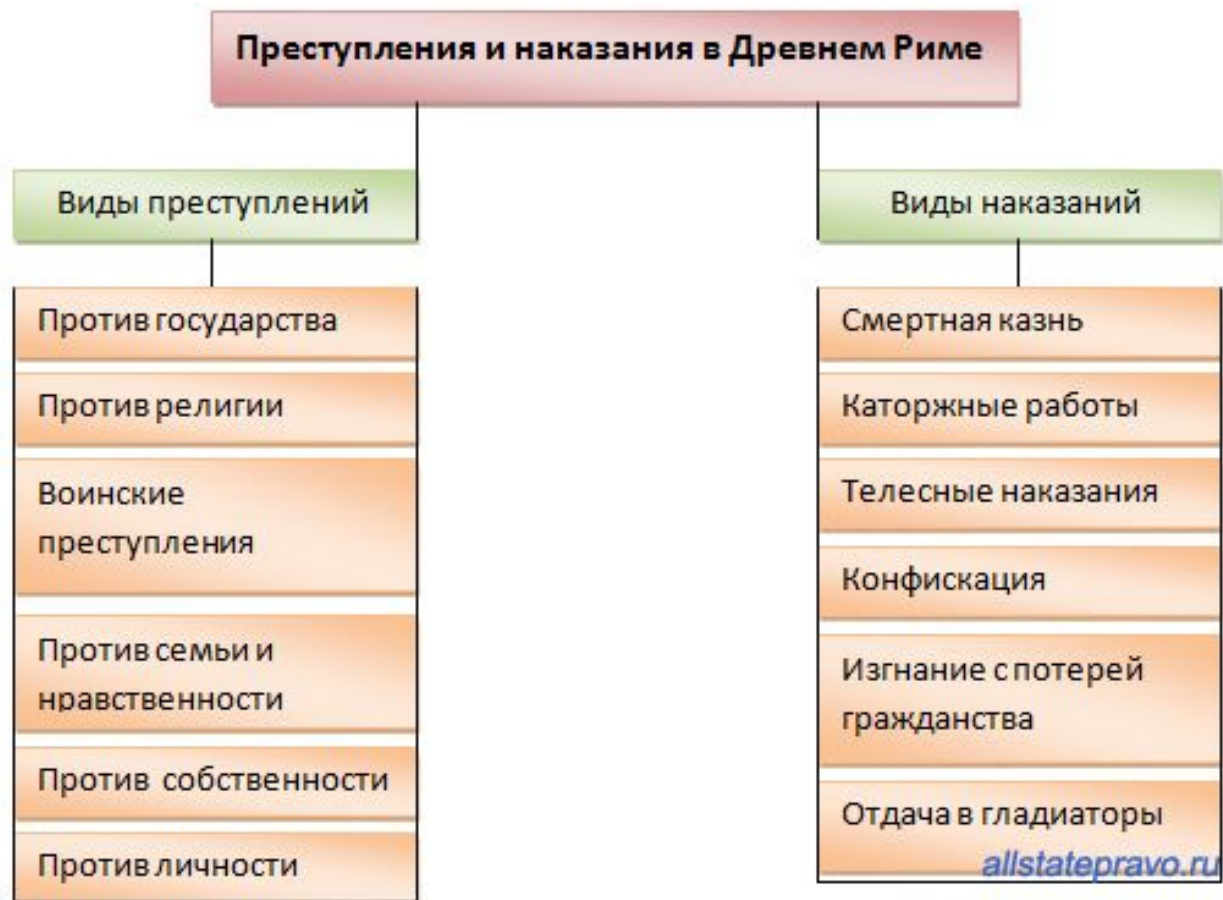 Преступления и наказания в Древнем Риме
Виды преступлений
Против государства
Против религии
Воинские
преступления
Против семьи и
нравственности
Против собственности
Против личности
Виды наказаний
Смертная казнь
Каторжные работы
Телесные наказания
Конфискация
Изгнание с потерей
гражданства
Отдача в гладиаторы
allstatepravo.ru